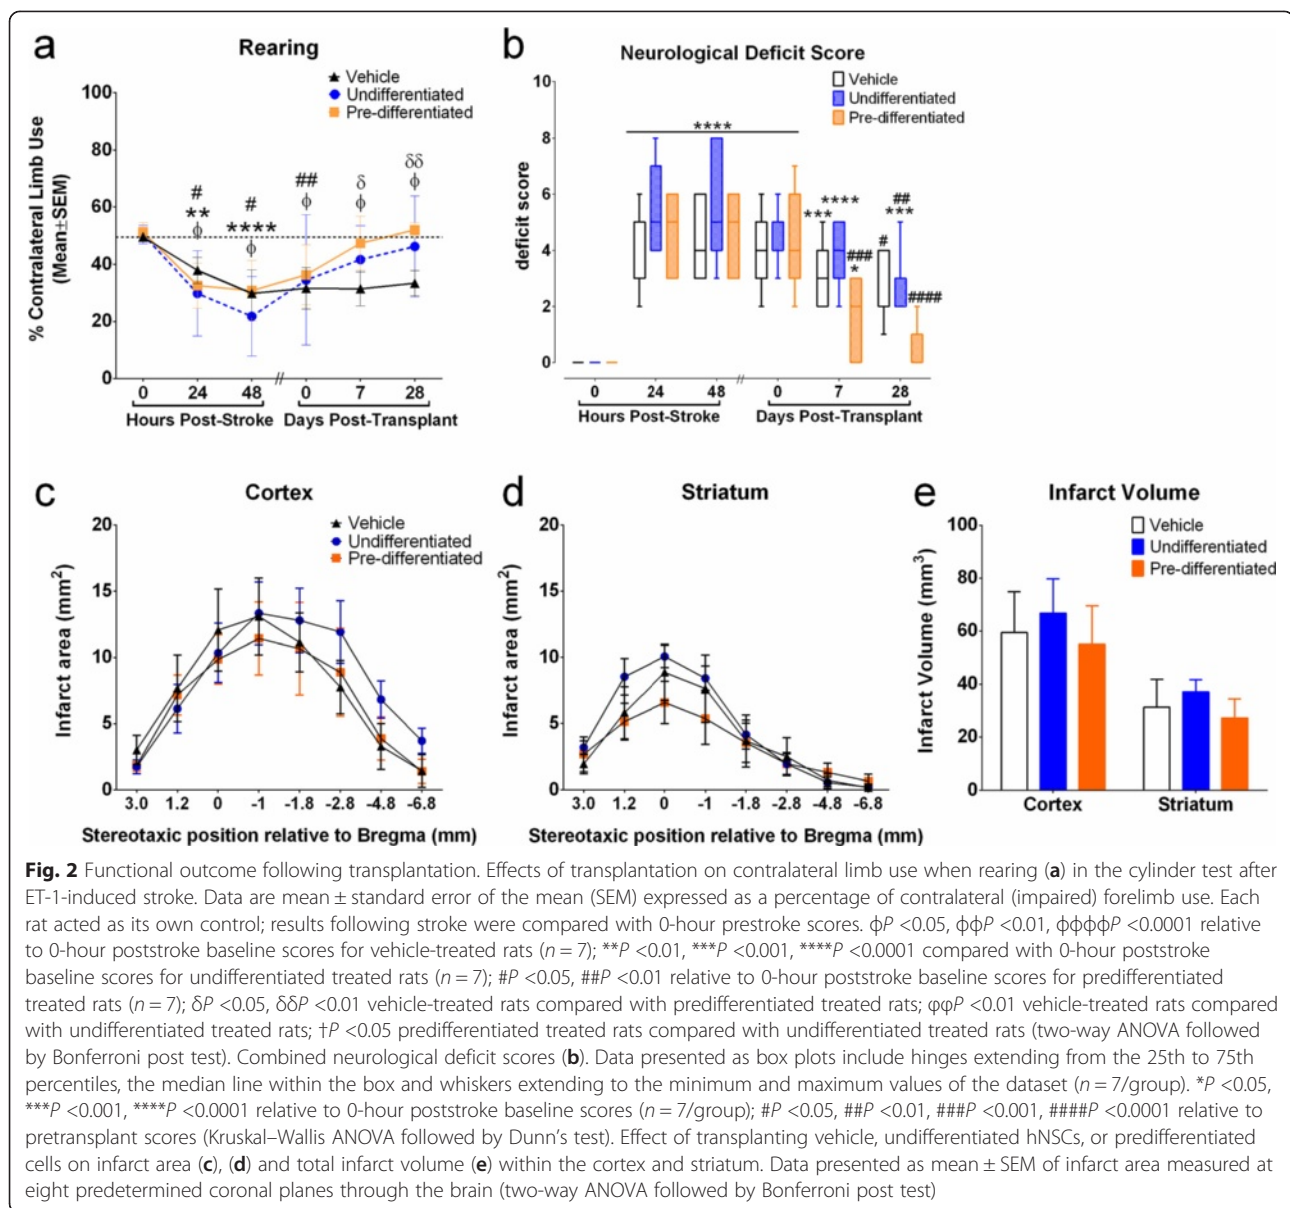 a
Rearing
Vehicle
Undifferentiated
Pre-differentiated
% Contralateral Limb Use
(Mean±SEM)
100
80
60
40
20
0
#
**
ϕ
#
****
ϕ
##
ϕ
δ
ϕ
δδ
ϕ
0 24 48 // 0 7 28
Hours Post-Stroke Days Post-Transplant
b
Neurological Deficit Score
Vehicle
Undifferentiated
Pre-differentiated
deficit score
10
8
6
4
2
0
****
***
****
###
*
#
##
***
####
0 24 48 // 0 7 28
Hours Post-Stroke Days Post-Transplant
c
Cortex
Vehicle
Undifferentiated
Pre-differentiated
Infarct area (mm²)
20
15
10
5
0
3.0 1.2 0 -1 -1.8 -2.8 -4.8 -6.8
Stereotaxic position relative to Bregma (mm)
d
Striatum
Infarct area (mm²)
20
15
10
5
0
3.0 1.2 0 -1 -1.8 -2.8 -4.8 -6.8
Stereotaxic position relative to Bregma (mm)
e
Infarct Volume
Vehicle
Undifferentiated
Pre-differentiated
Infarct Volume (mm³)
100
80
60
40
20
0
Cortex Striatum
Fig. 2 Functional outcome following transplantation. Effects of transplantation on contralateral limb use when rearing (a) in the cylinder test after
ET-1-induced stroke. Data are mean ± standard error of the mean (SEM) expressed as a percentage of contralateral (impaired) forelimb use. Each
rat acted as its own control; results following stroke were compared with 0-hour prestroke scores. ϕP <0.05, ϕϕP <0.01, ϕϕϕϕP <0.0001 relative
to 0-hour poststroke baseline scores for vehicle-treated rats (n = 7); **P <0.01, ***P <0.001, ****P <0.0001 compared with 0-hour poststroke
baseline scores for undifferentiated treated rats (n = 7); #P <0.05, ##P <0.01 relative to 0-hour poststroke baseline scores for predifferentiated
treated rats (n = 7); δP <0.05, δδP <0.01 vehicle-treated rats compared with predifferentiated treated rats; φφP <0.01 vehicle-treated rats compared
with undifferentiated treated rats; †P <0.05 predifferentiated treated rats compared with undifferentiated treated rats (two-way ANOVA followed
by Bonferroni post test). Combined neurological deficit scores (b). Data presented as box plots include hinges extending from the 25th to 75th
percentiles, the median line within the box and whiskers extending to the minimum and maximum values of the dataset (n = 7/group). *P <0.05,
***P <0.001, ****P <0.0001 relative to 0-hour poststroke baseline scores (n = 7/group); #P <0.05, ##P <0.01, ###P <0.001, ####P <0.0001 relative to
pretransplant scores (Kruskal–Wallis ANOVA followed by Dunn's test). Effect of transplanting vehicle, undifferentiated hNSCs, or predifferentiated
cells on infarct area (c), (d) and total infarct volume (e) within the cortex and striatum. Data presented as mean ± SEM of infarct area measured at
eight predetermined coronal planes through the brain (two-way ANOVA followed by Bonferroni post test)